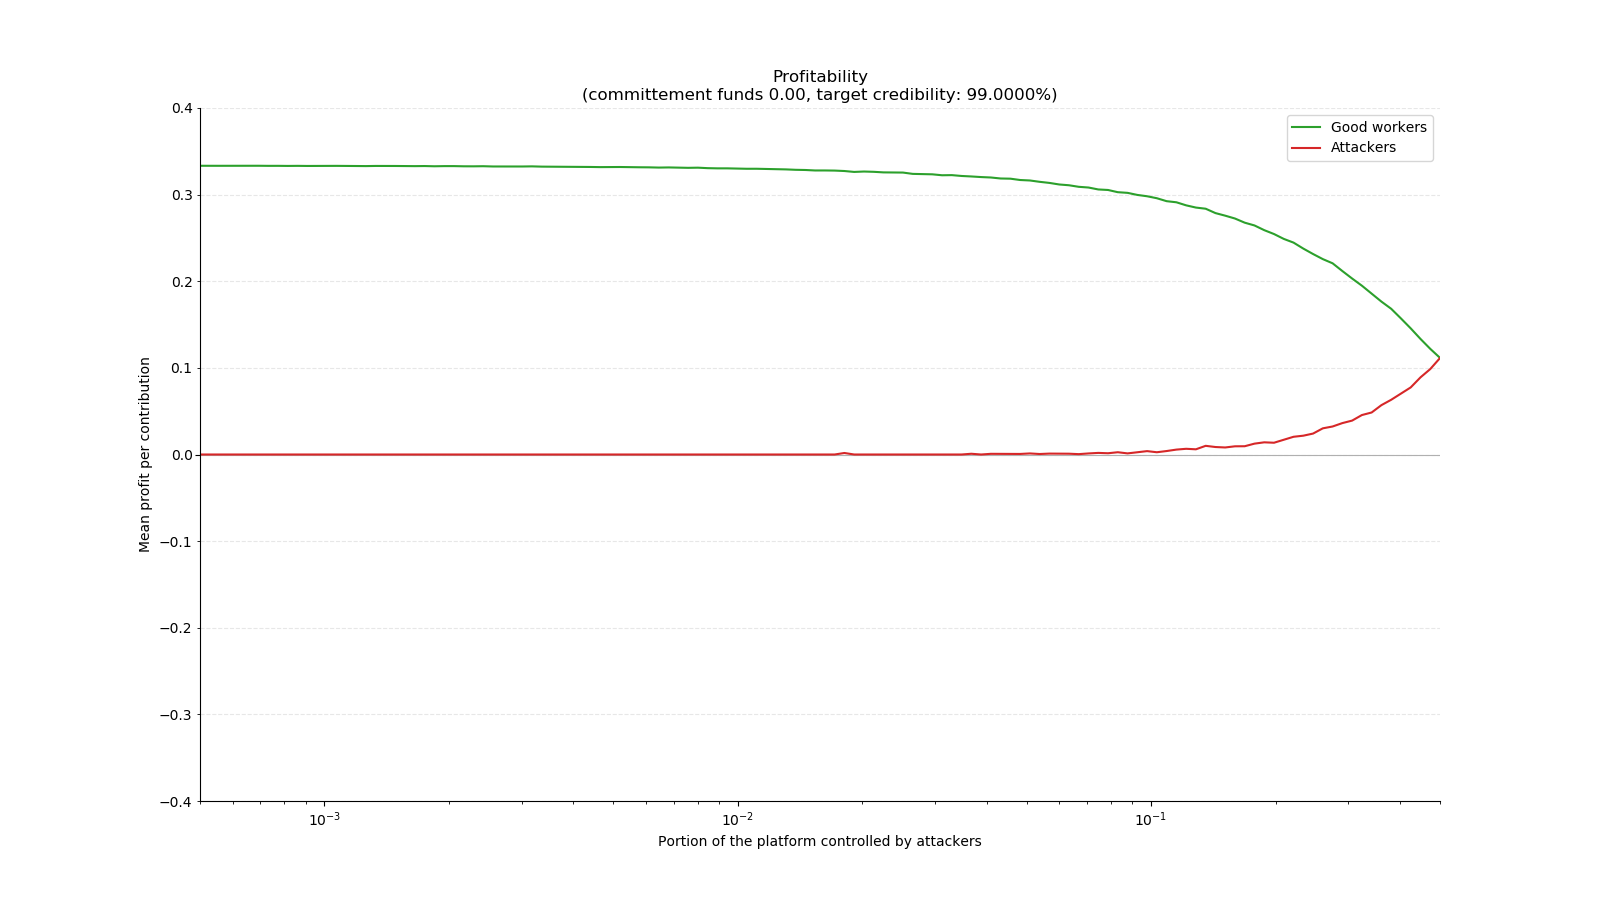 Profitability
(committement funds 0.00, target credibility: 99.0000%)
Good workers
Attackers
Mean profit per contribution
0.4
0.3
0.2
0.1
0.0
−0.1
−0.2
−0.3
−0.4
10⁻³
10⁻²
10⁻¹
Portion of the platform controlled by attackers